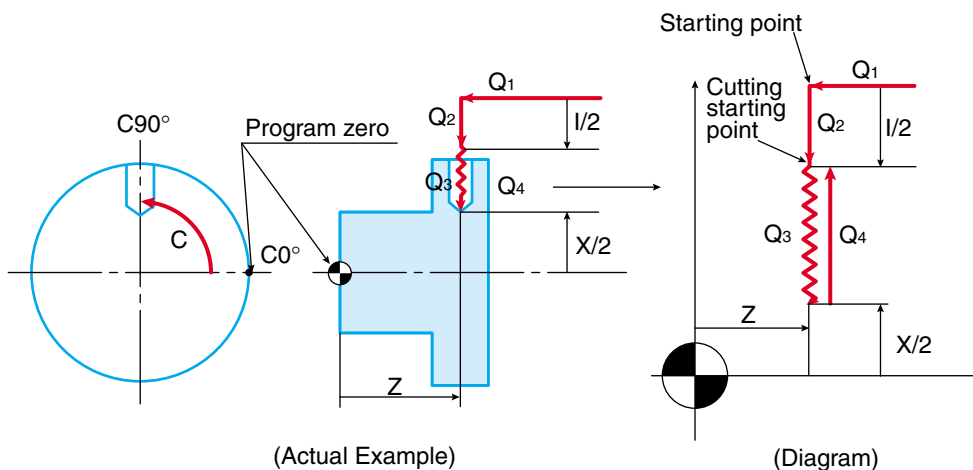 C90°
C
C0°
Program zero
Q1
Q2
I/2
Q3
Q4
X/2
Z
(Actual Example)
Starting point
Q1
Cutting
starting
point
Q2
I/2
Q3
Q4
Z
X/2
(Diagram)